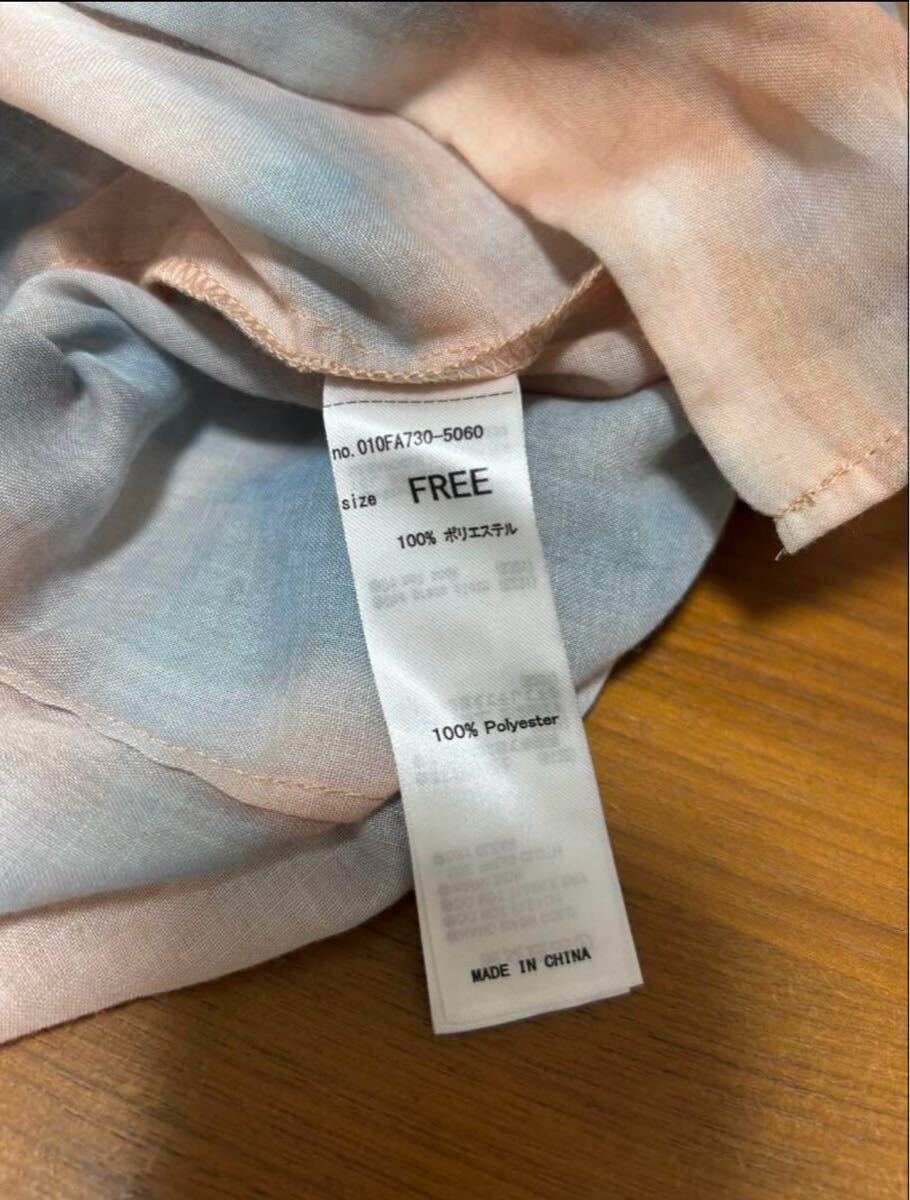 no. 010FA730-5060
size FREE
100% ポリエステル
100% Polyester
MADE IN CHINA